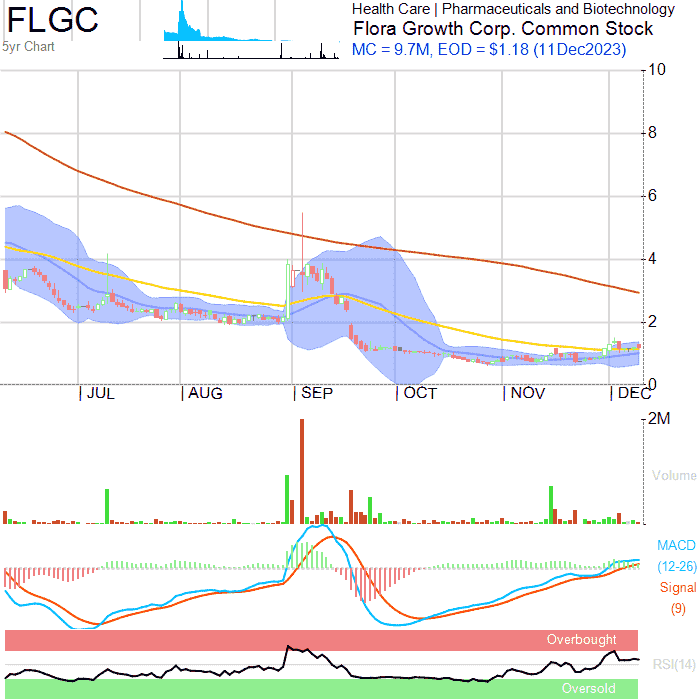 FLGC
Health Care | Pharmaceuticals and Biotechnology
Flora Growth Corp. Common Stock
5yr Chart
MC = 9.7M, EOD = $1.18 (11Dec2023)
10
8
6
4
2
0
| JUL | AUG | SEP | OCT | NOV | DEC
2M
Volume
MACD
(12-26)
Signal
(9)
Overbought
RSI(14)
Oversold